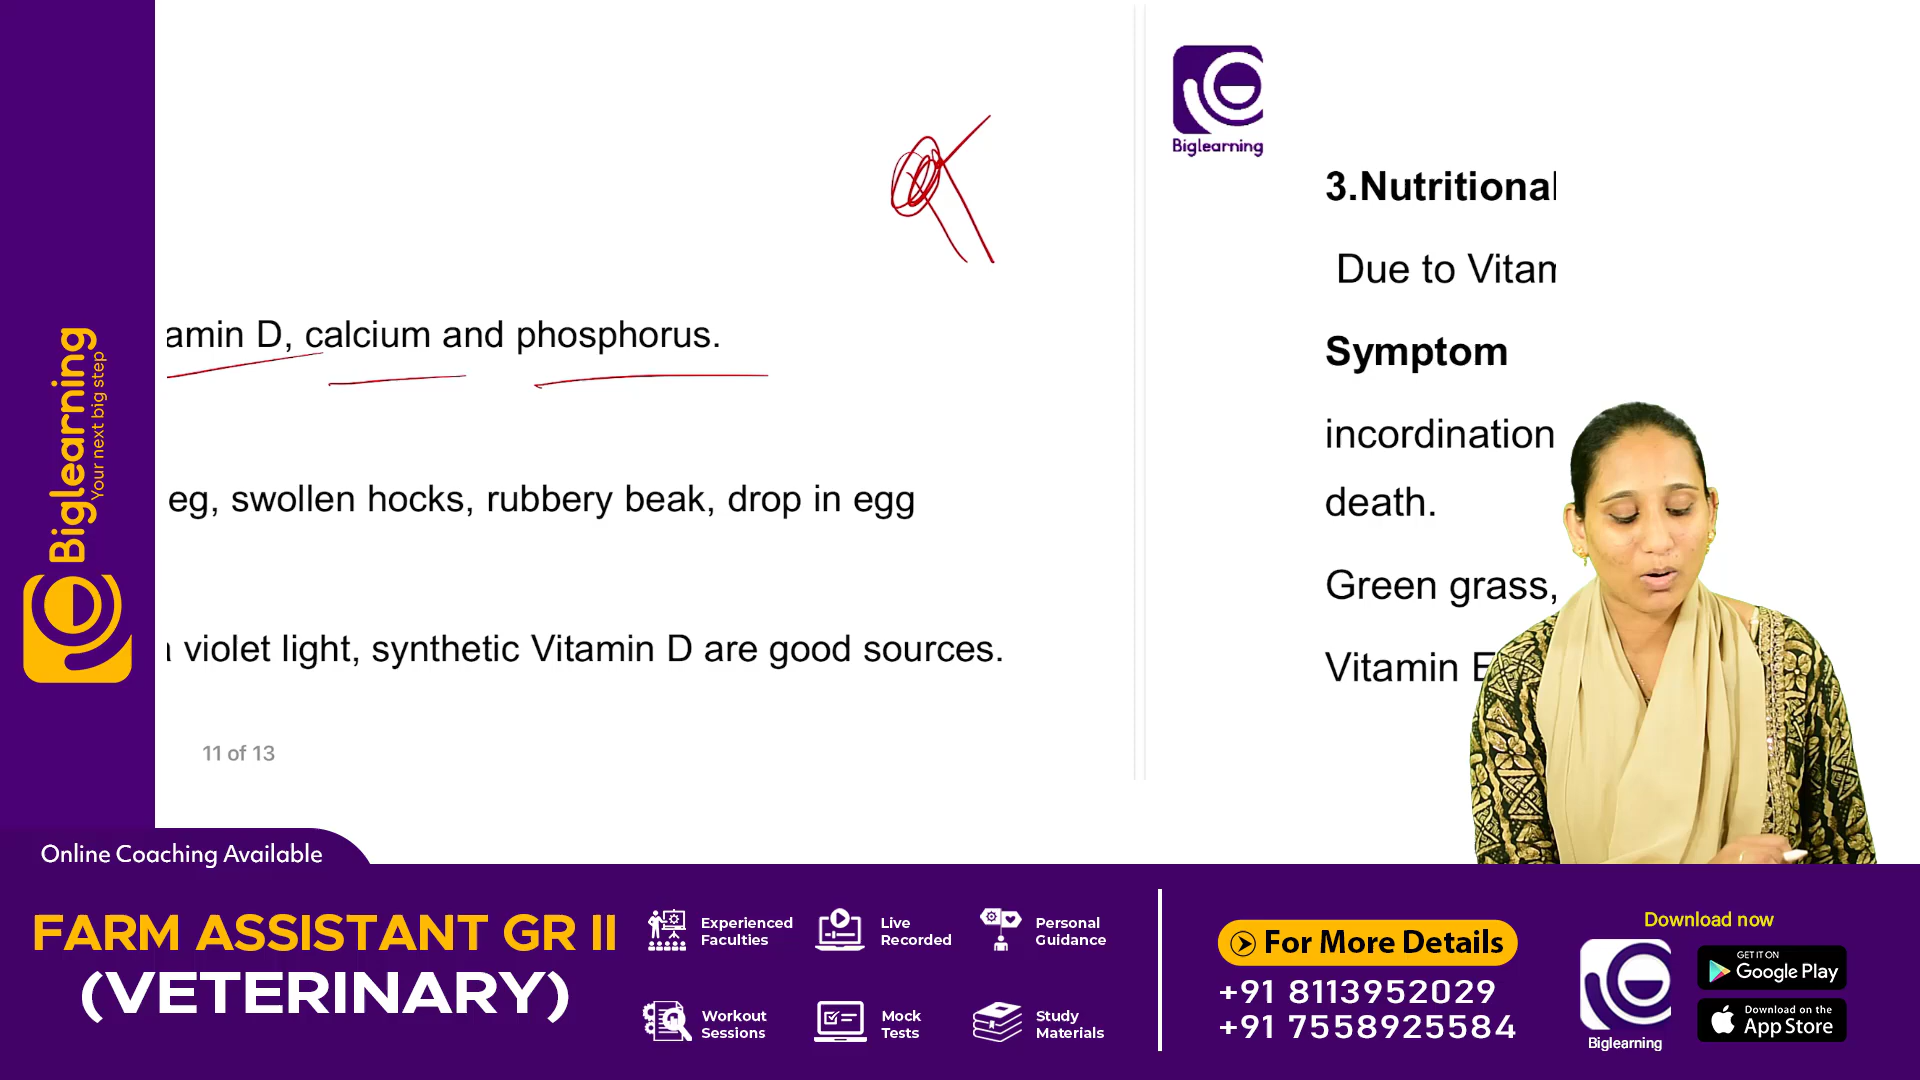 Biglearning
Your next big step
amin D, calcium and phosphorus.
eg, swollen hocks, rubbery beak, drop in egg
violet light, synthetic Vitamin D are good sources.
11 of 13
Biglearning
3.Nutritional
Due to Vitam
Symptom
incordination
death.
Green grass,
Vitamin E
Online Coaching Available
FARM ASSISTANT GR II
(VETERINARY)
Experienced
Faculties
Live
Recorded
Personal
Guidance
Workout
Sessions
Mock
Tests
Study
Materials
For More Details
+91 8113952029
+91 7558925584
Download now
Biglearning
GET IT ON
Google Play
Download on the
App Store